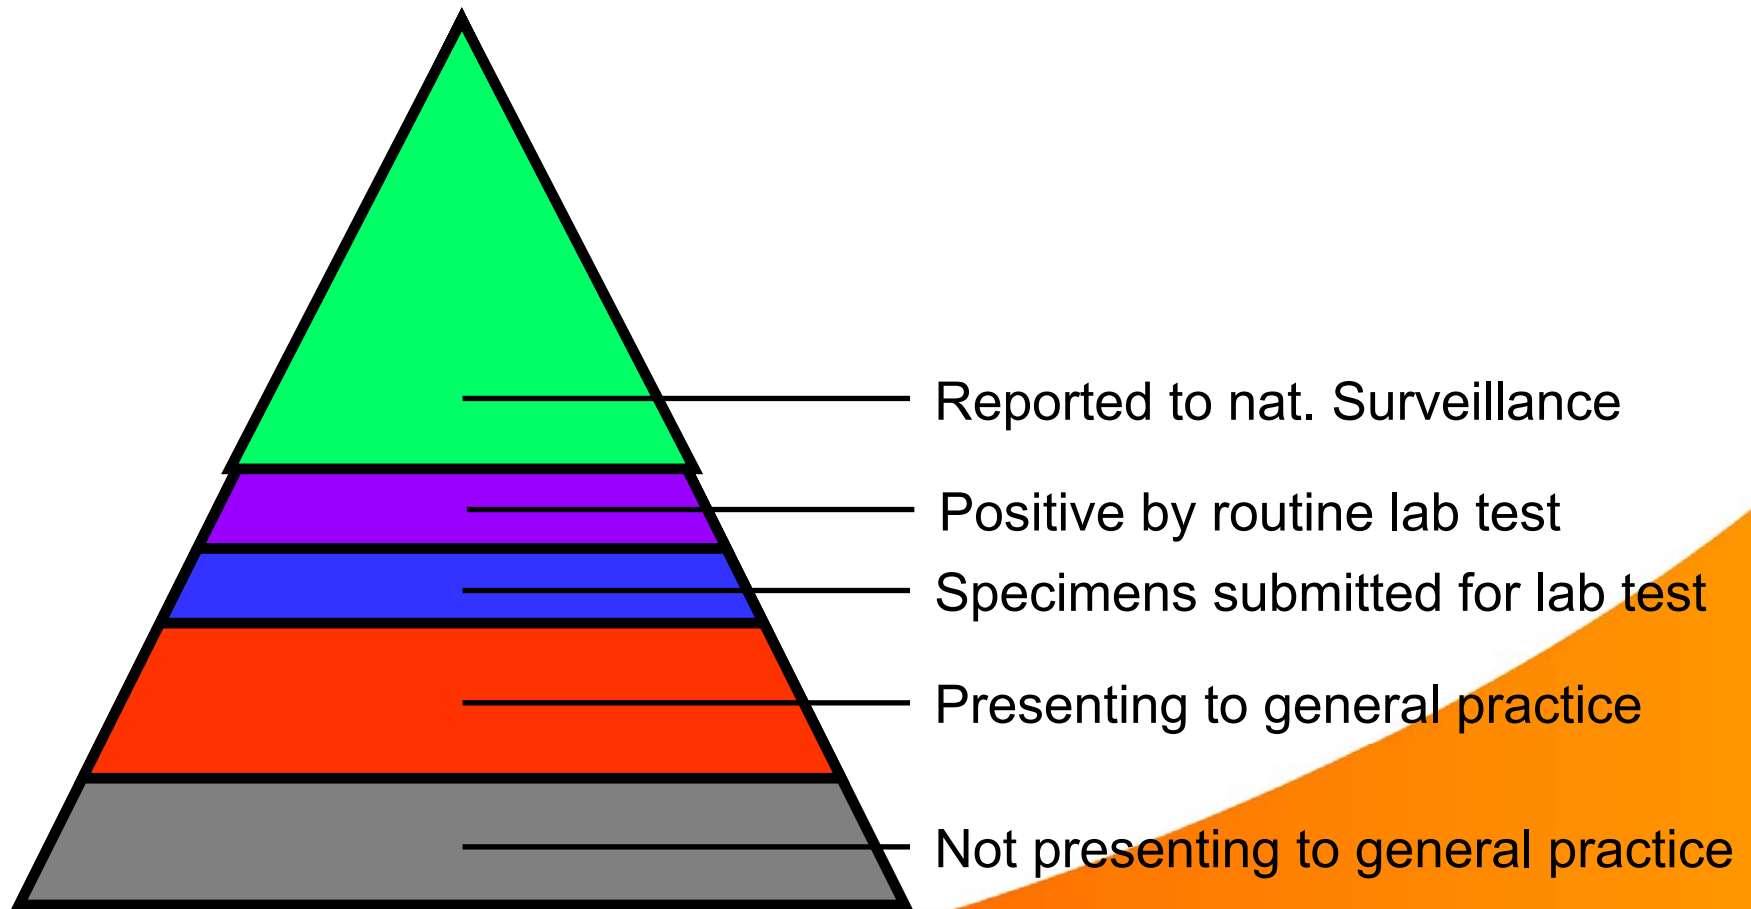 Reported to nat. Surveillance
Positive by routine lab test
Specimens submitted for lab test
Presenting to general practice
Not presenting to general practice